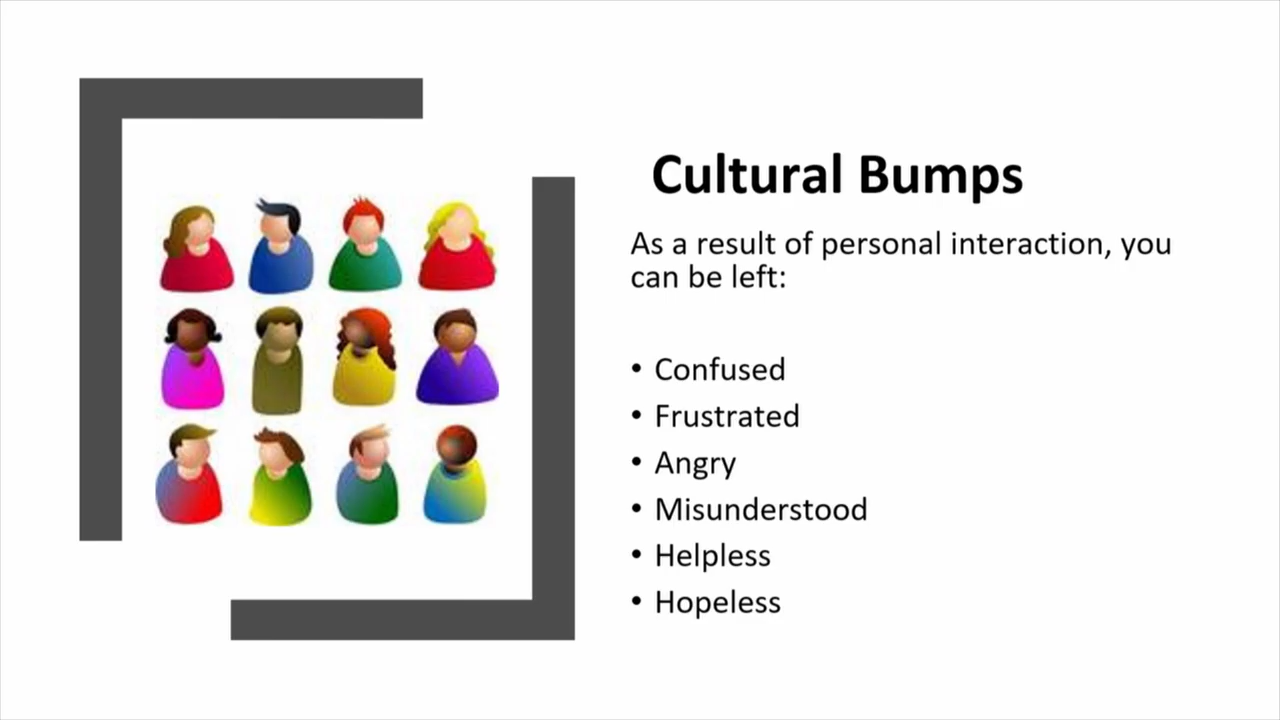 Cultural Bumps
As a result of personal interaction, you
can be left:
• Confused
• Frustrated
• Angry
• Misunderstood
• Helpless
• Hopeless